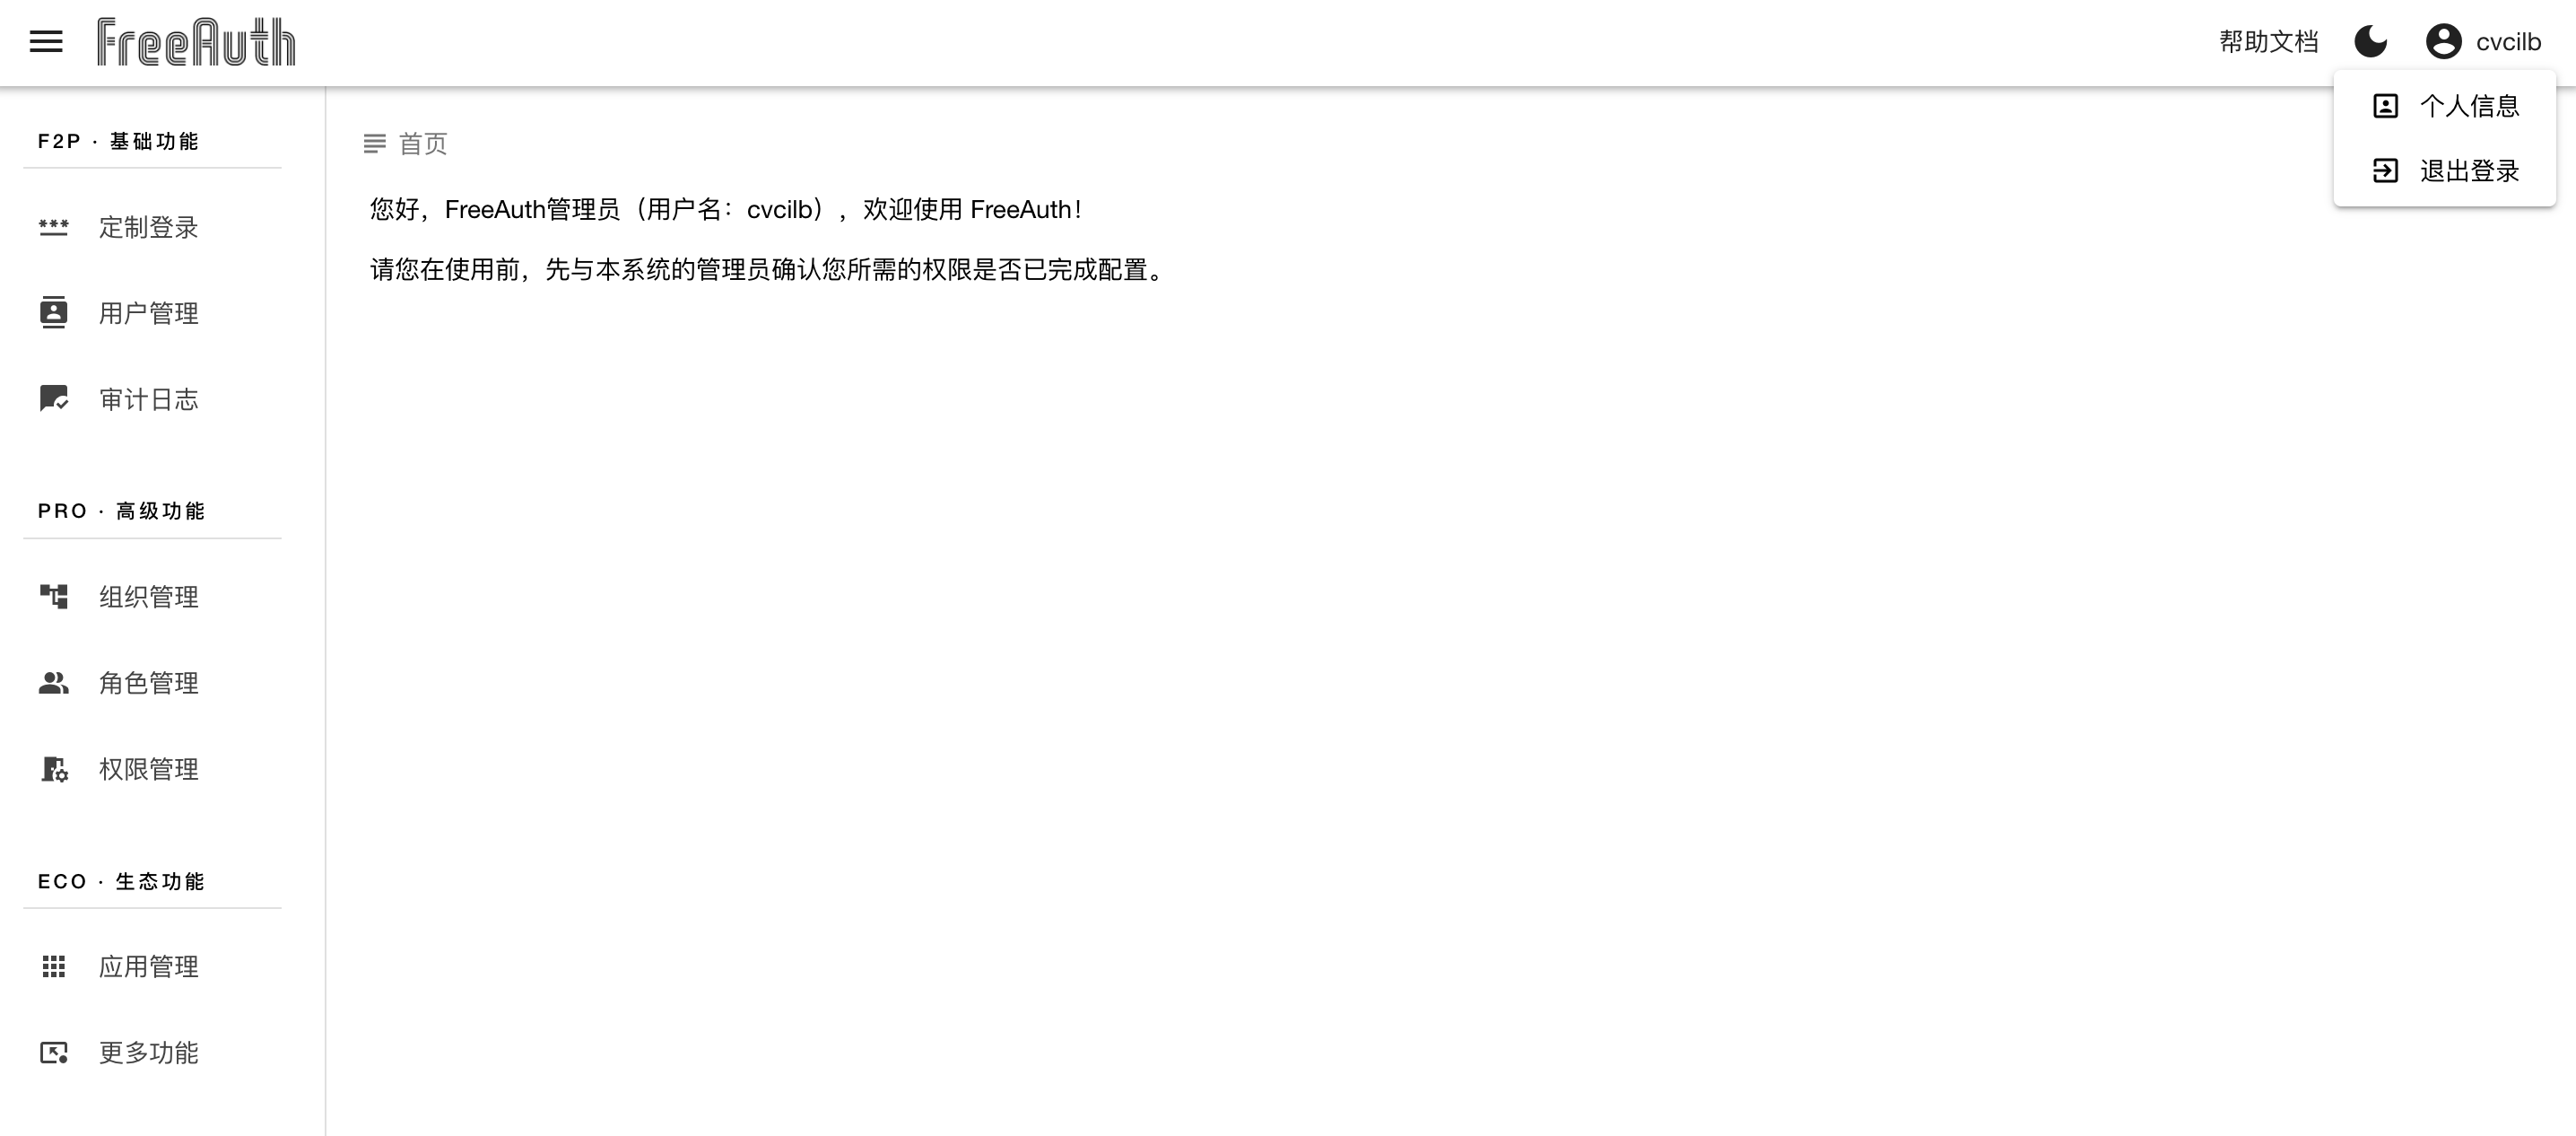 FreeAuth
帮助文档
cvcilb
个人信息
退出登录
F2P · 基础功能
定制登录
用户管理
审计日志
PRO · 高级功能
组织管理
角色管理
权限管理
ECO · 生态功能
应用管理
更多功能
首页
您好，FreeAuth管理员（用户名：cvcilb），欢迎使用 FreeAuth！
请您在使用前，先与本系统的管理员确认您所需的权限是否已完成配置。